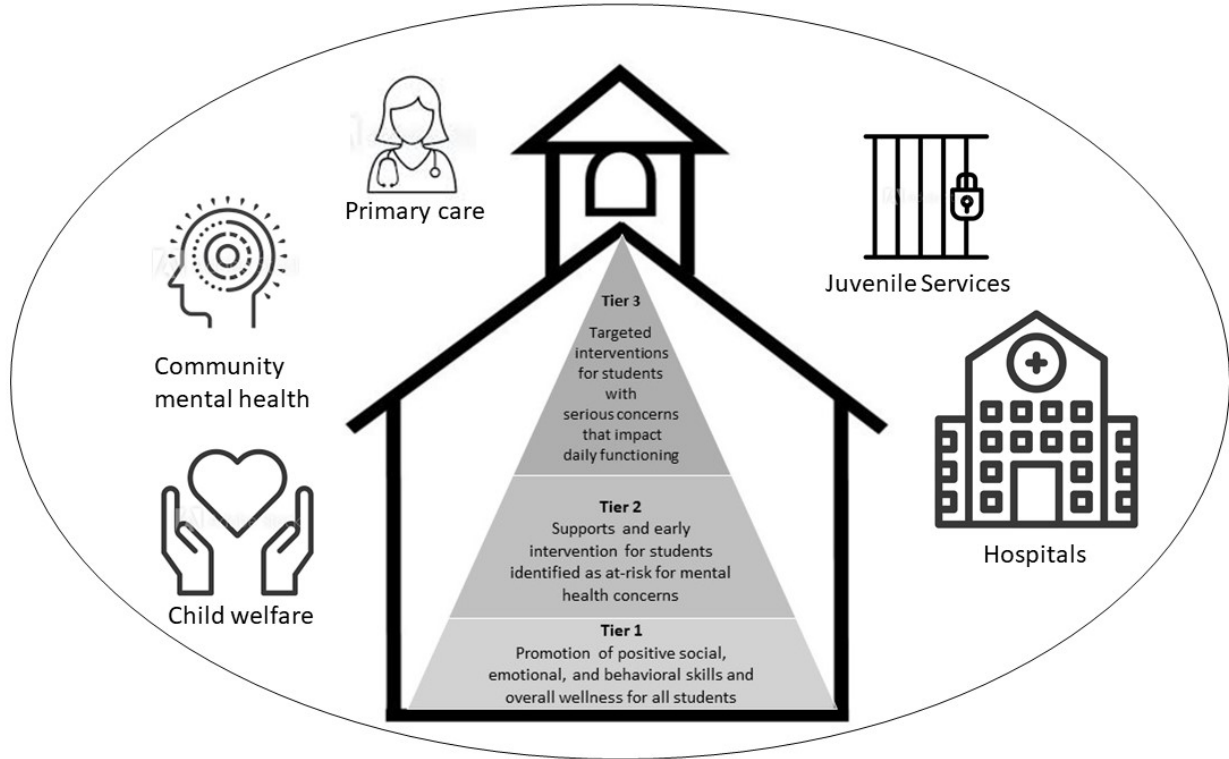 Primary care
Juvenile Services
Community
mental health
Hospitals
Child welfare
Tier 3
Targeted
interventions
for students
with
serious concerns
that impact
daily functioning
Tier 2
Supports and early
intervention for students
identified as at-risk for mental
health concerns
Tier 1
Promotion of positive social,
emotional, and behavioral skills and
overall wellness for all students